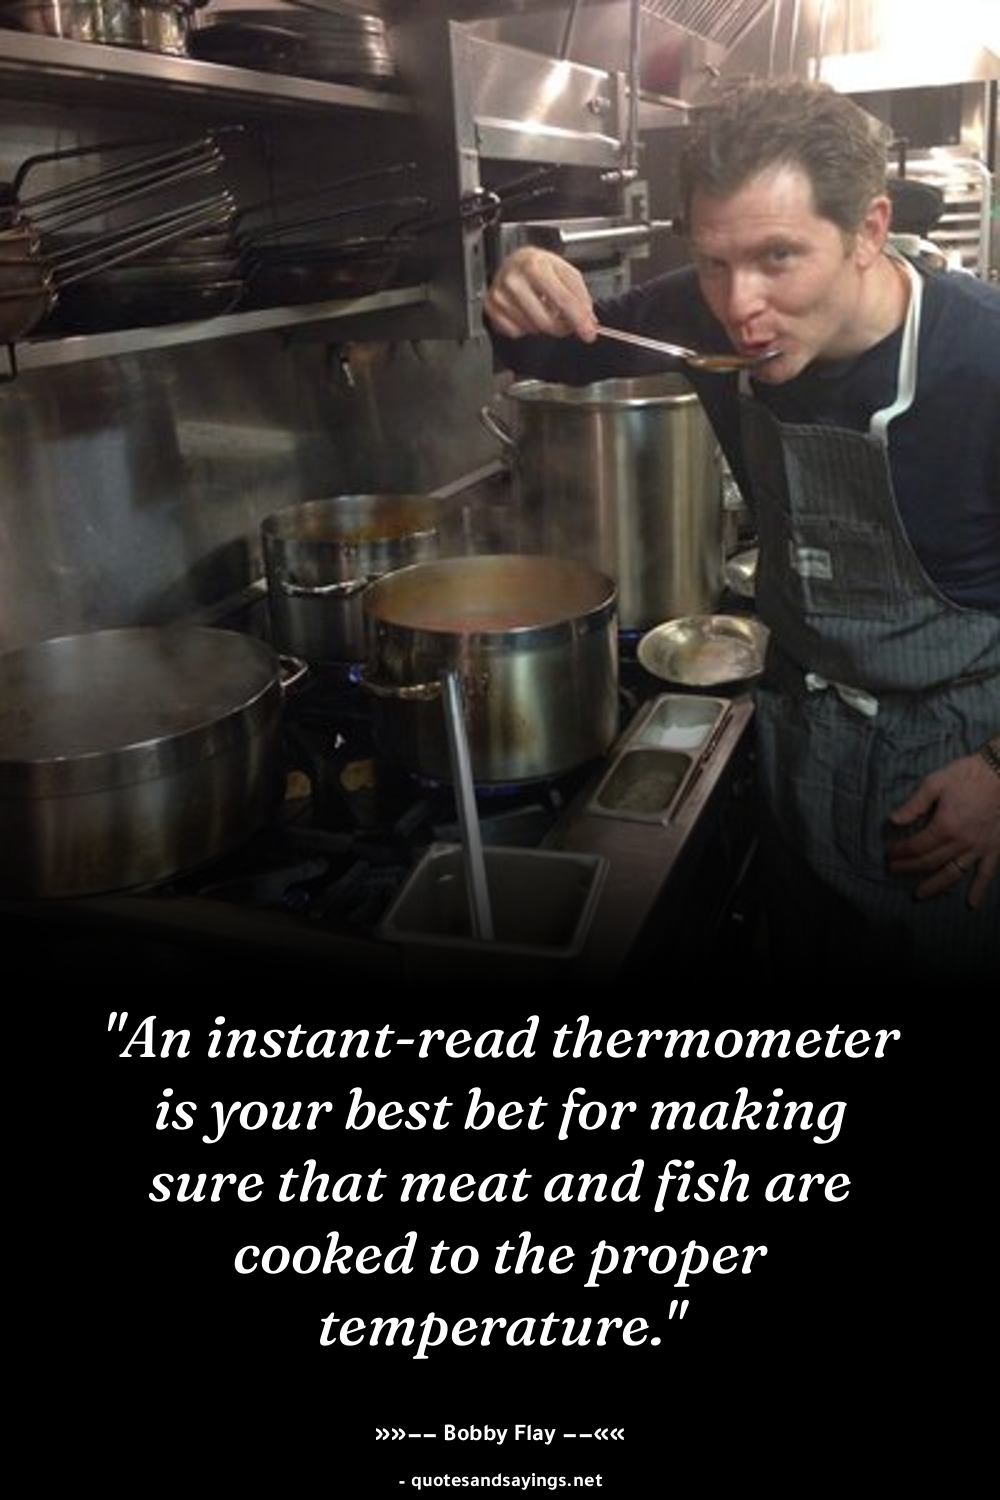 "An instant-read thermometer
is your best bet for making
sure that meat and fish are
cooked to the proper
temperature."
»»−− Bobby Flay −−««
- quotesandsayings.net